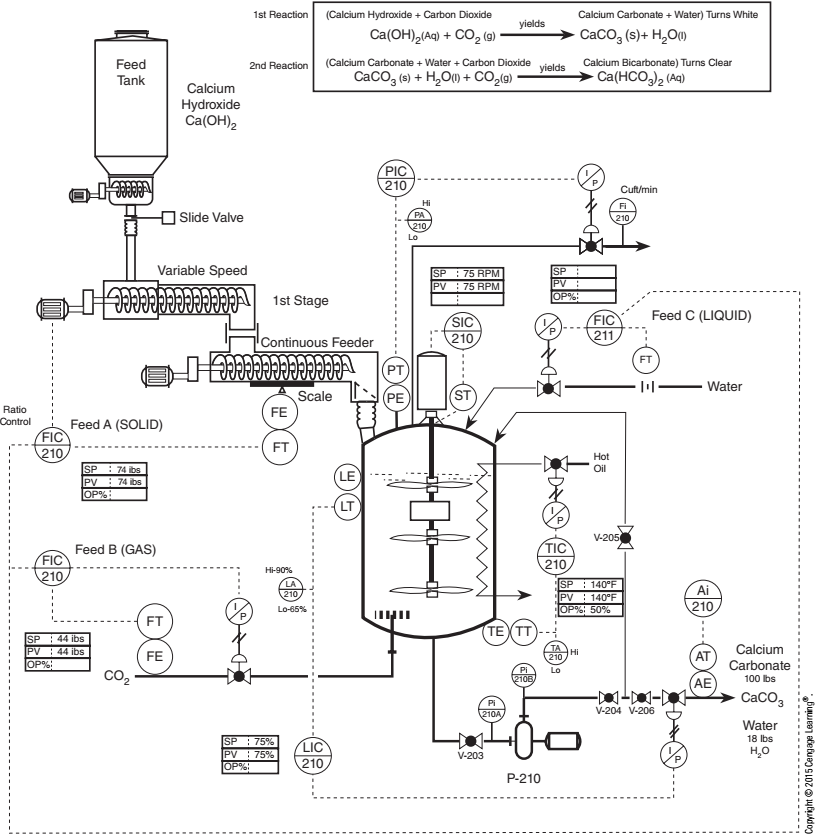 1st Reaction
(Calcium Hydroxide + Carbon Dioxide
yields
Calcium Carbonate + Water) Turns White
Ca(OH)2(Aq) + CO2 (g)
CaCO3 (s)+ H2O(l)
2nd Reaction
(Calcium Carbonate + Water + Carbon Dioxide
yields
Calcium Bicarbonate) Turns Clear
CaCO3 (s) + H2O(l) + CO2(g)
Ca(HCO3)2 (Aq)
Feed
Tank
Calcium
Hydroxide
Ca(OH)2
Slide Valve
Variable Speed
1st Stage
Continuous Feeder
Scale
FE
FT
Ratio
Control
FIC
210
Feed A (SOLID)
SP 74 lbs
PV 74 lbs
OP%
PIC
210
Hi
PA
210
Lo
I/P
Cuft/min
Fi
210
SP 75 RPM
PV 75 RPM
SP
PV
OP%
SIC
210
I/P
FIC
211
Feed C (LIQUID)
FT
Water
PT
PE
ST
LE
LT
Hot
Oil
I/P
TIC
210
V-205
SP 140°F
PV 140°F
OP% 50%
TE
TT
TA
210
Hi
Lo
FIC
210
Feed B (GAS)
I/P
FT
FE
SP 44 lbs
PV 44 lbs
OP%
CO2
Hi-90%
LA
210
Lo-65%
Ai
210
AT
AE
Calcium
Carbonate
100 lbs
CaCO3
Water
18 lbs
H2O
Pi
210B
Pi
210A
V-204
V-206
V-203
P-210
I/P
SP 75%
PV 75%
OP%
LIC
210
Copyright © 2015 Cengage Learning®.